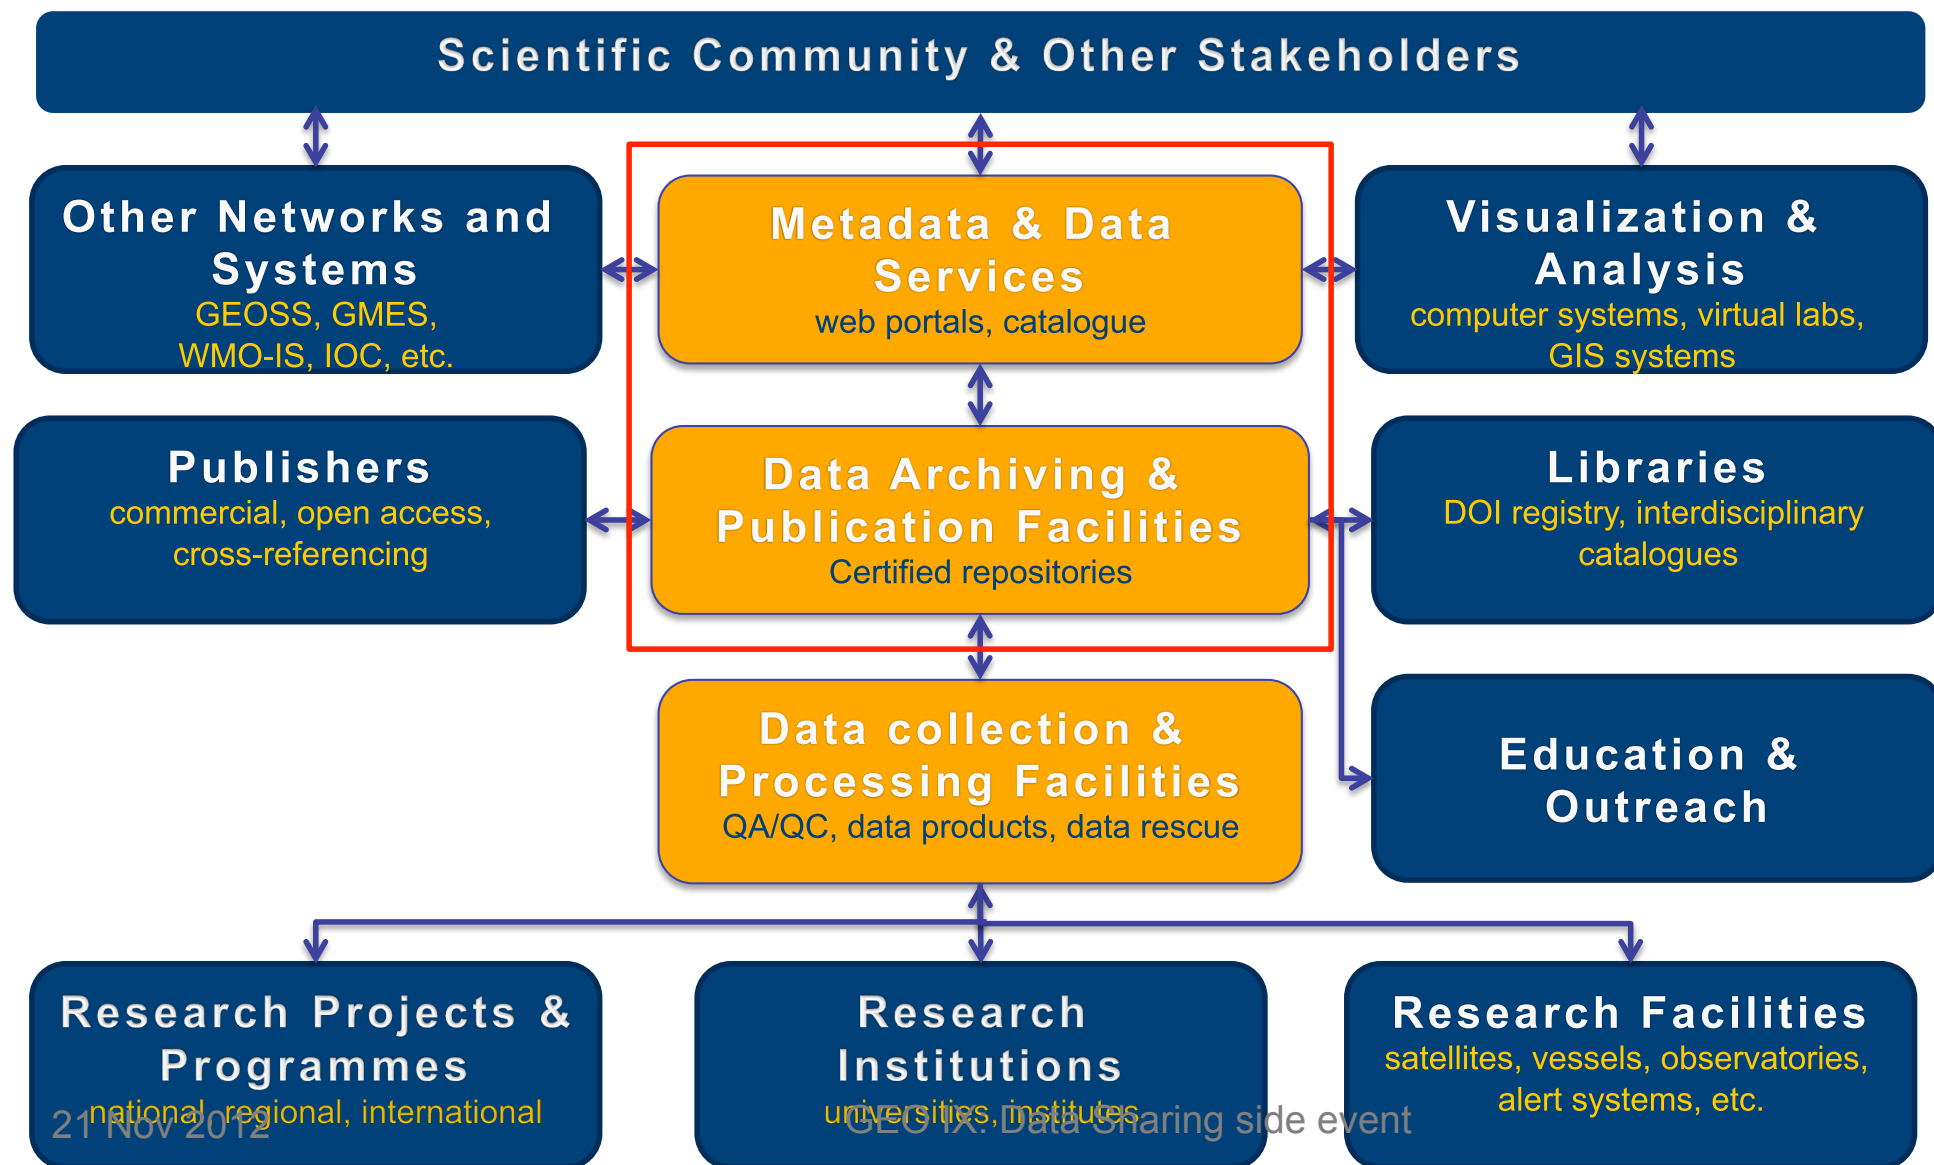 Scientific Community & Other Stakeholders
Other Networks and
Systems
GEOSS, GMES,
WMO-IS, IOC, etc.
Metadata & Data
Services
web portals, catalogue
Visualization &
Analysis
computer systems, virtual labs,
GIS systems
Publishers
commercial, open access,
cross-referencing
Data Archiving &
Publication Facilities
Certified repositories
Libraries
DOI registry, interdisciplinary
catalogues
Data collection &
Processing Facilities
QA/QC, data products, data rescue
Education &
Outreach
Research Projects &
Programmes
national, regional, international
Research
Institutions
universities, institutes
Research Facilities
satellites, vessels, observatories,
alert systems, etc.
21 Nov 2012
GEO IX: Data Sharing side event